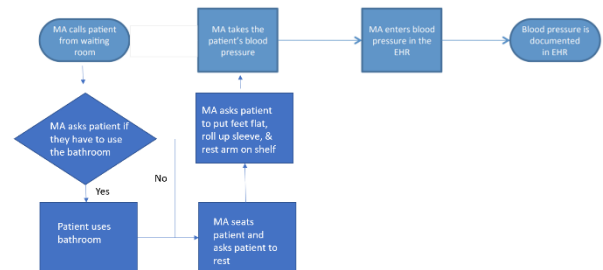 MA calls patient
from waiting
room
MA takes the
patient's blood
pressure
MA enters blood
pressure in the
EHR
Blood pressure is
documented
in EHR
MA asks patient if
they have to use
the bathroom
MA asks patient
to put feet flat,
roll up sleeve, &
rest arm on shelf
No
Yes
Patient uses
bathroom
MA seats
patient and
asks patient to
rest